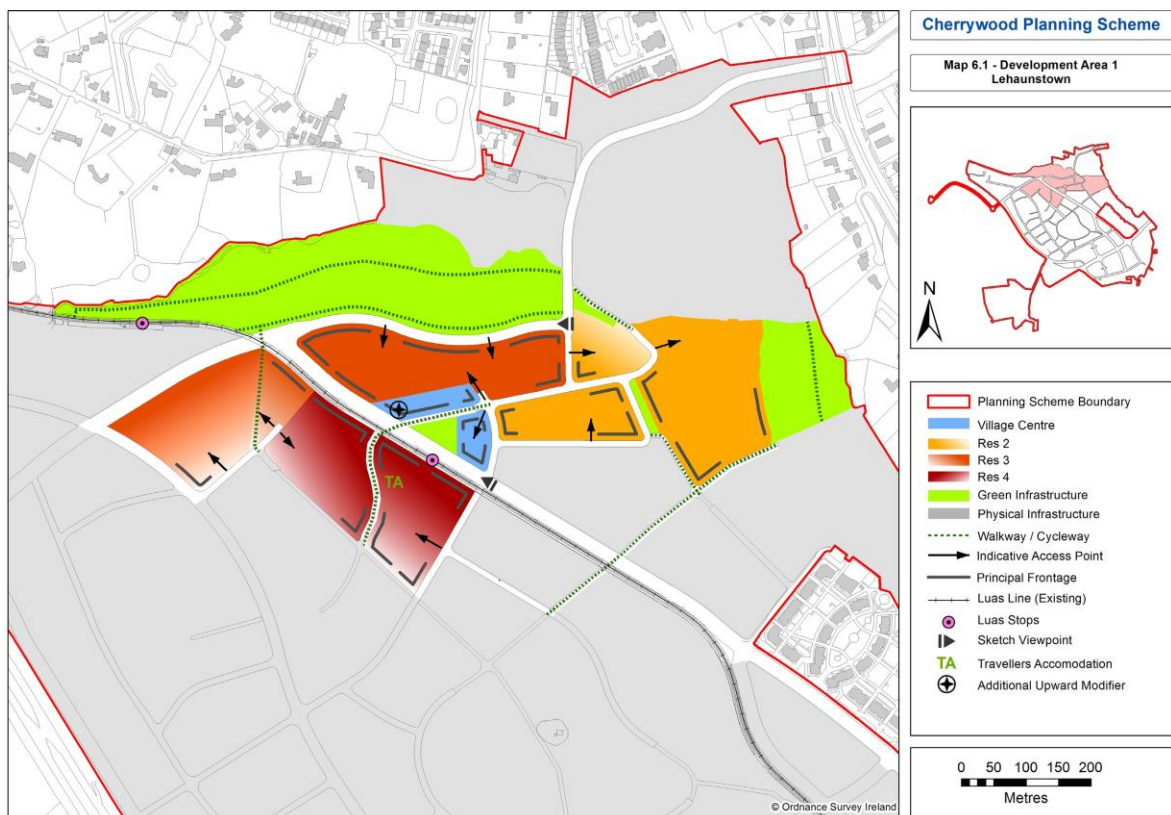 Cherrywood Planning Scheme
Map 6.1 - Development Area 1
Lehaunstown
N
TA
Planning Scheme Boundary
Village Centre
Res 2
Res 3
Res 4
Green Infrastructure
Physical Infrastructure
Walkway / Cycleway
Indicative Access Point
Principal Frontage
Luas Line (Existing)
Luas Stops
Sketch Viewpoint
TA Travellers Accomodation
Additional Upward Modifier
0 50 100 150 200
Metres
© Ordnance Survey Ireland